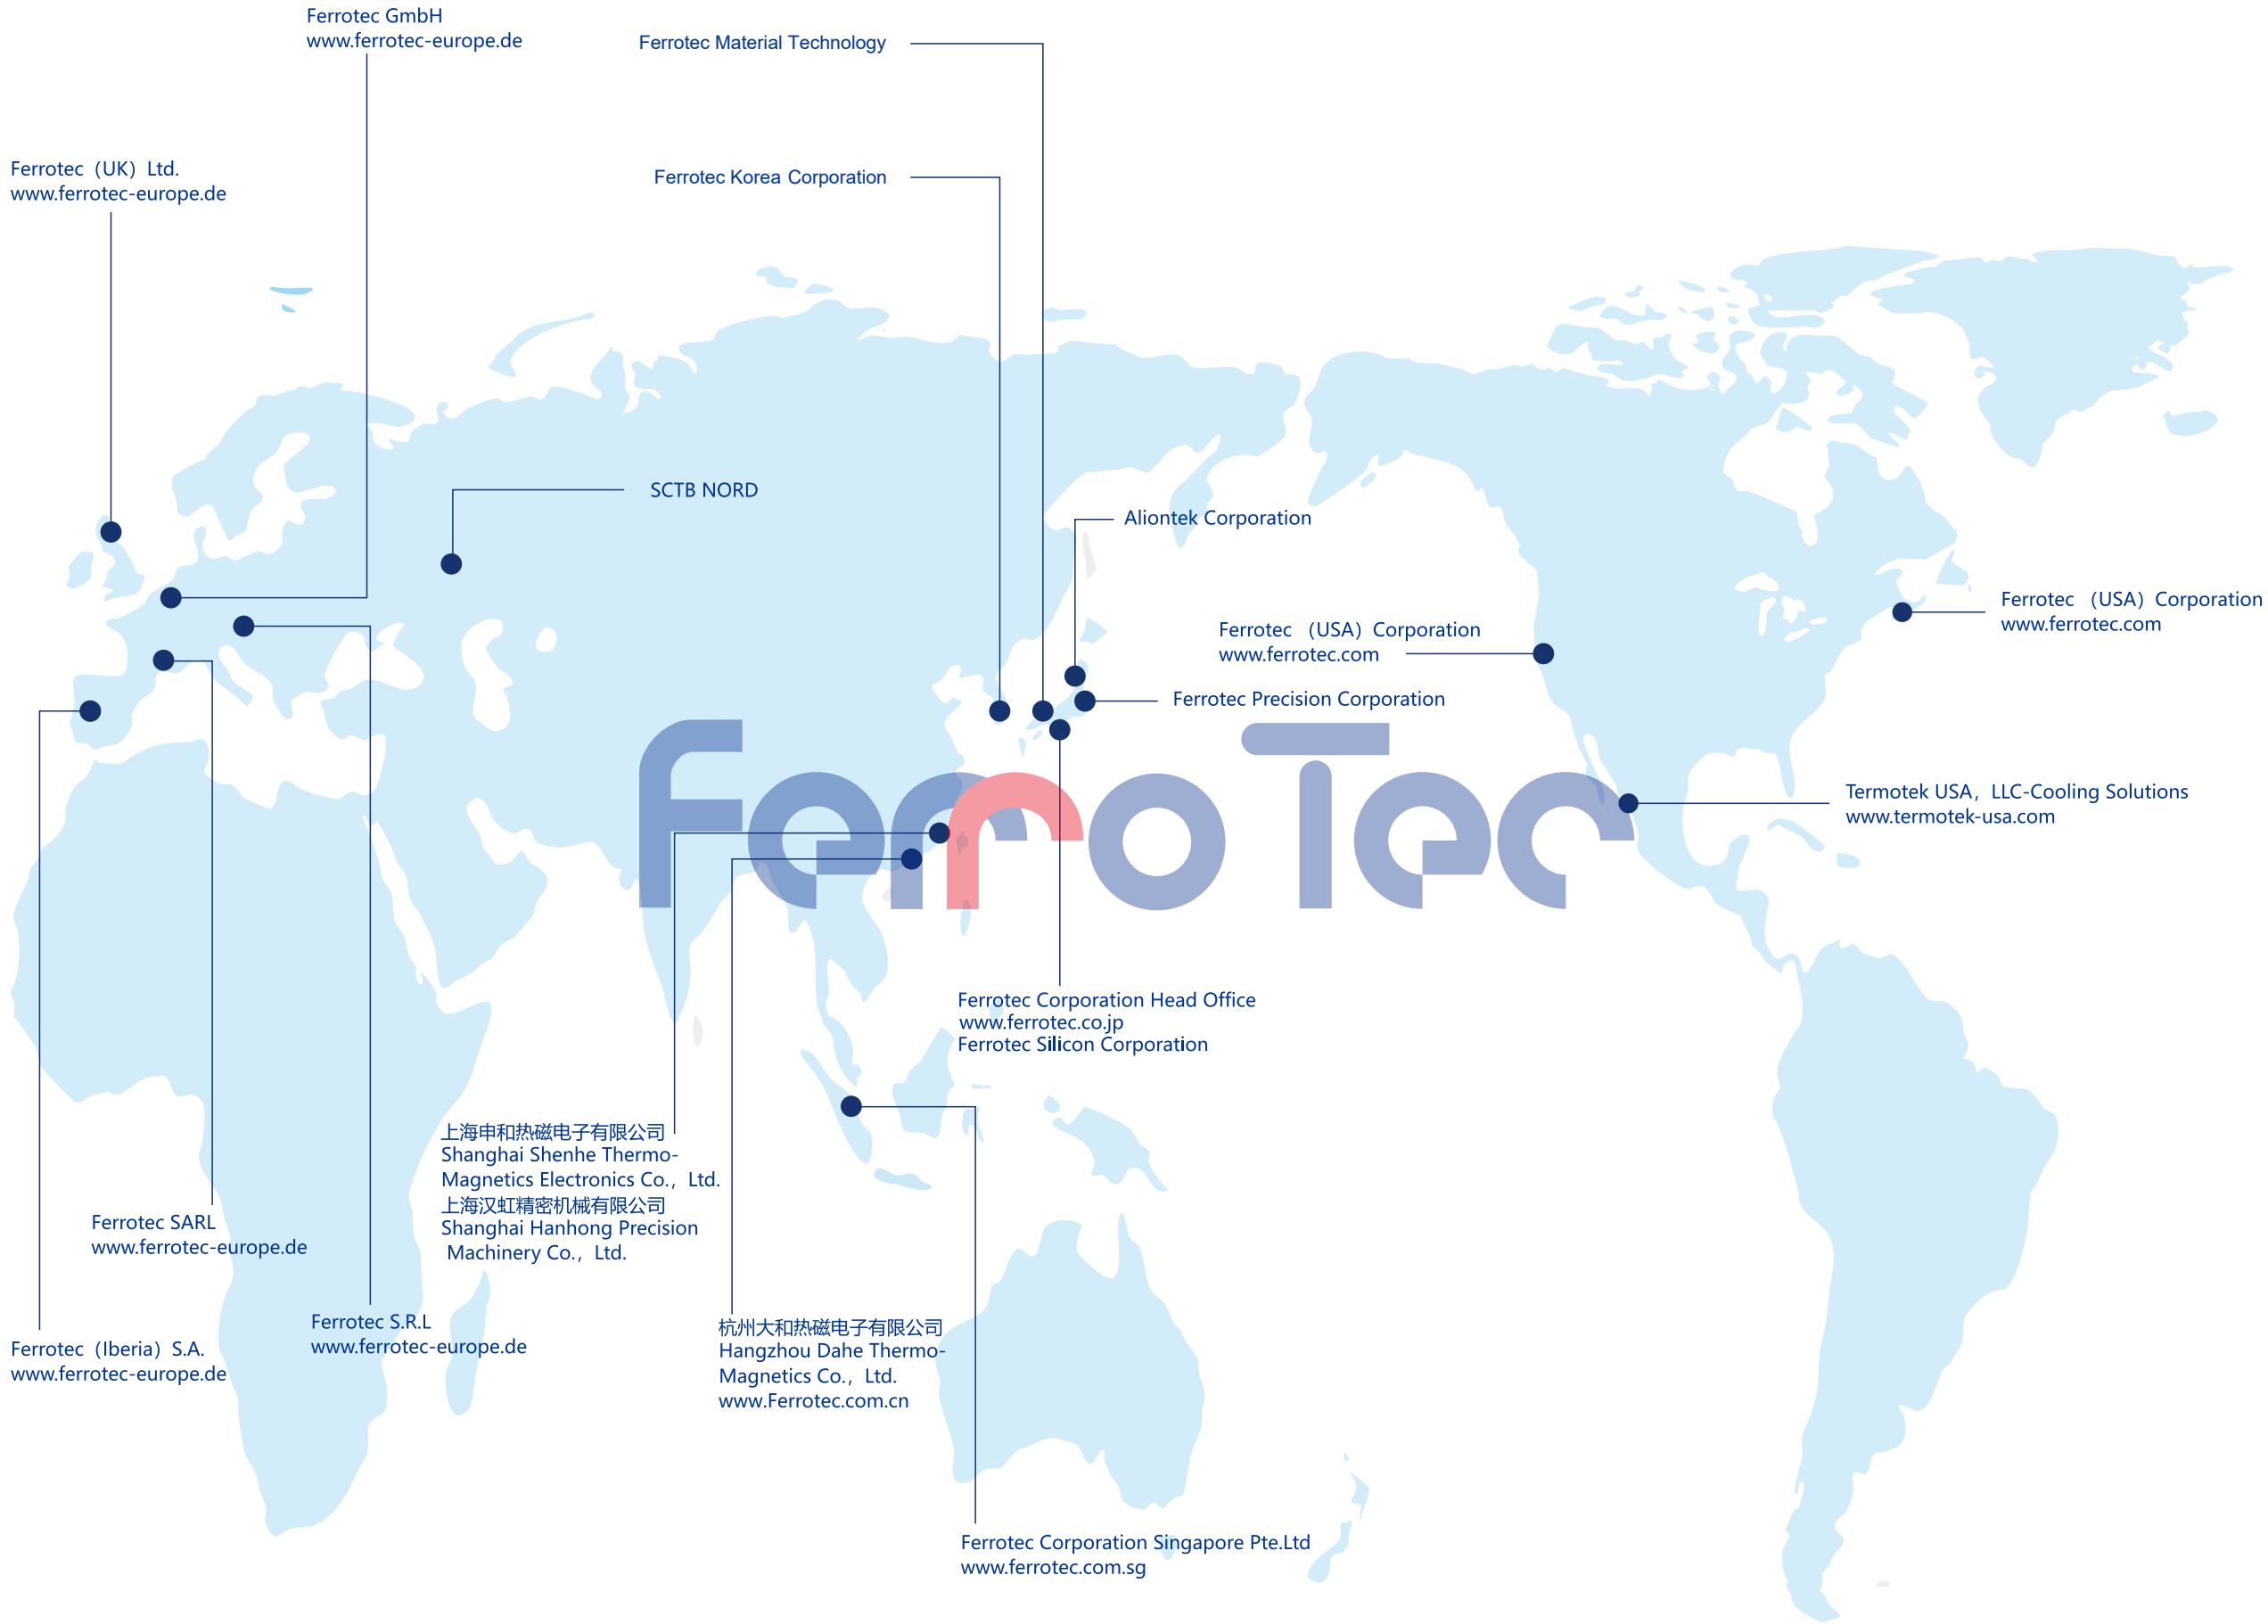 Ferrotec GmbH
www.ferrotec-europe.de
Ferrotec Material Technology
Ferrotec（UK）Ltd.
www.ferrotec-europe.de
Ferrotec Korea Corporation
SCTB NORD
Aliontek Corporation
Ferrotec （USA）Corporation
www.ferrotec.com
Ferrotec （USA）Corporation
www.ferrotec.com
Ferrotec Precision Corporation
FerroTec
Termotek USA，LLC-Cooling Solutions
www.termotek-usa.com
Ferrotec Corporation Head Office
www.ferrotec.co.jp
Ferrotec Silicon Corporation
上海申和热磁电子有限公司
Shanghai Shenhe Thermo-
Magnetics Electronics Co.，Ltd.
上海汉虹精密机械有限公司
Shanghai Hanhong Precision
Machinery Co.，Ltd.
Ferrotec SARL
www.ferrotec-europe.de
Ferrotec S.R.L
www.ferrotec-europe.de
Ferrotec（Iberia）S.A.
www.ferrotec-europe.de
杭州大和热磁电子有限公司
Hangzhou Dahe Thermo-
Magnetics Co.，Ltd.
www.Ferrotec.com.cn
Ferrotec Corporation Singapore Pte.Ltd
www.ferrotec.com.sg